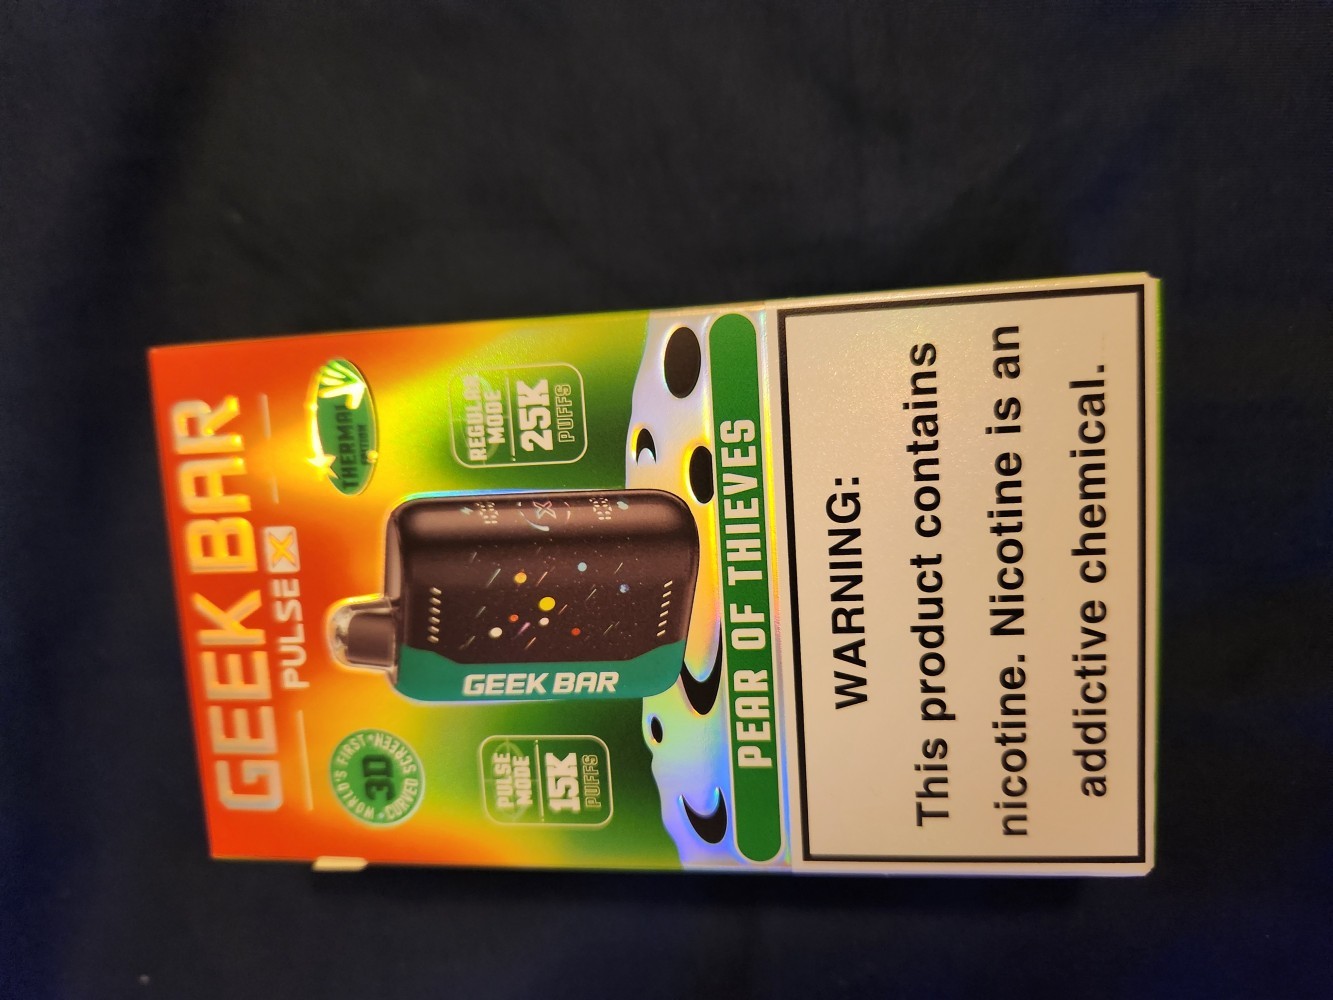 GEEK BAR
PULSE X
WORLD'S FIRST
3D
CURVED SCREEN
THERMAL
EDITION
GEEK BAR
PULSE
MODE
15K
PUFFS
REGULAR
MODE
25K
PUFFS
PEAR OF THIEVES
WARNING:
This product contains
nicotine. Nicotine is an
addictive chemical.